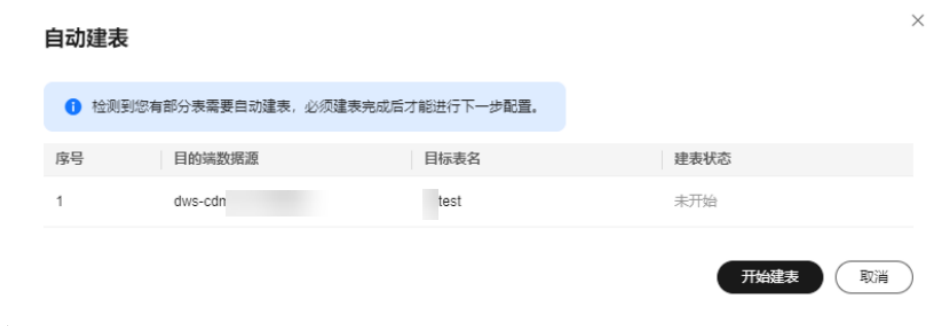 自动建表
检测到您有部分表需要自动建表，必须建表完成后才能进行下一步配置。
序号 目的端数据源 目标表名 建表状态
1 dws-cdm test 未开始
开始建表 取消